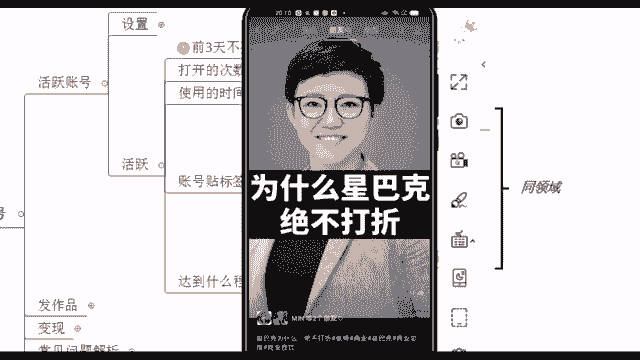 设置
活跃账号
前3天不
打开的次数
使用的时间
活跃
账号贴标签
达到什么程
号
发作品
变现
常见问题解析
20:10
为什么星巴克
绝不打折
同领域